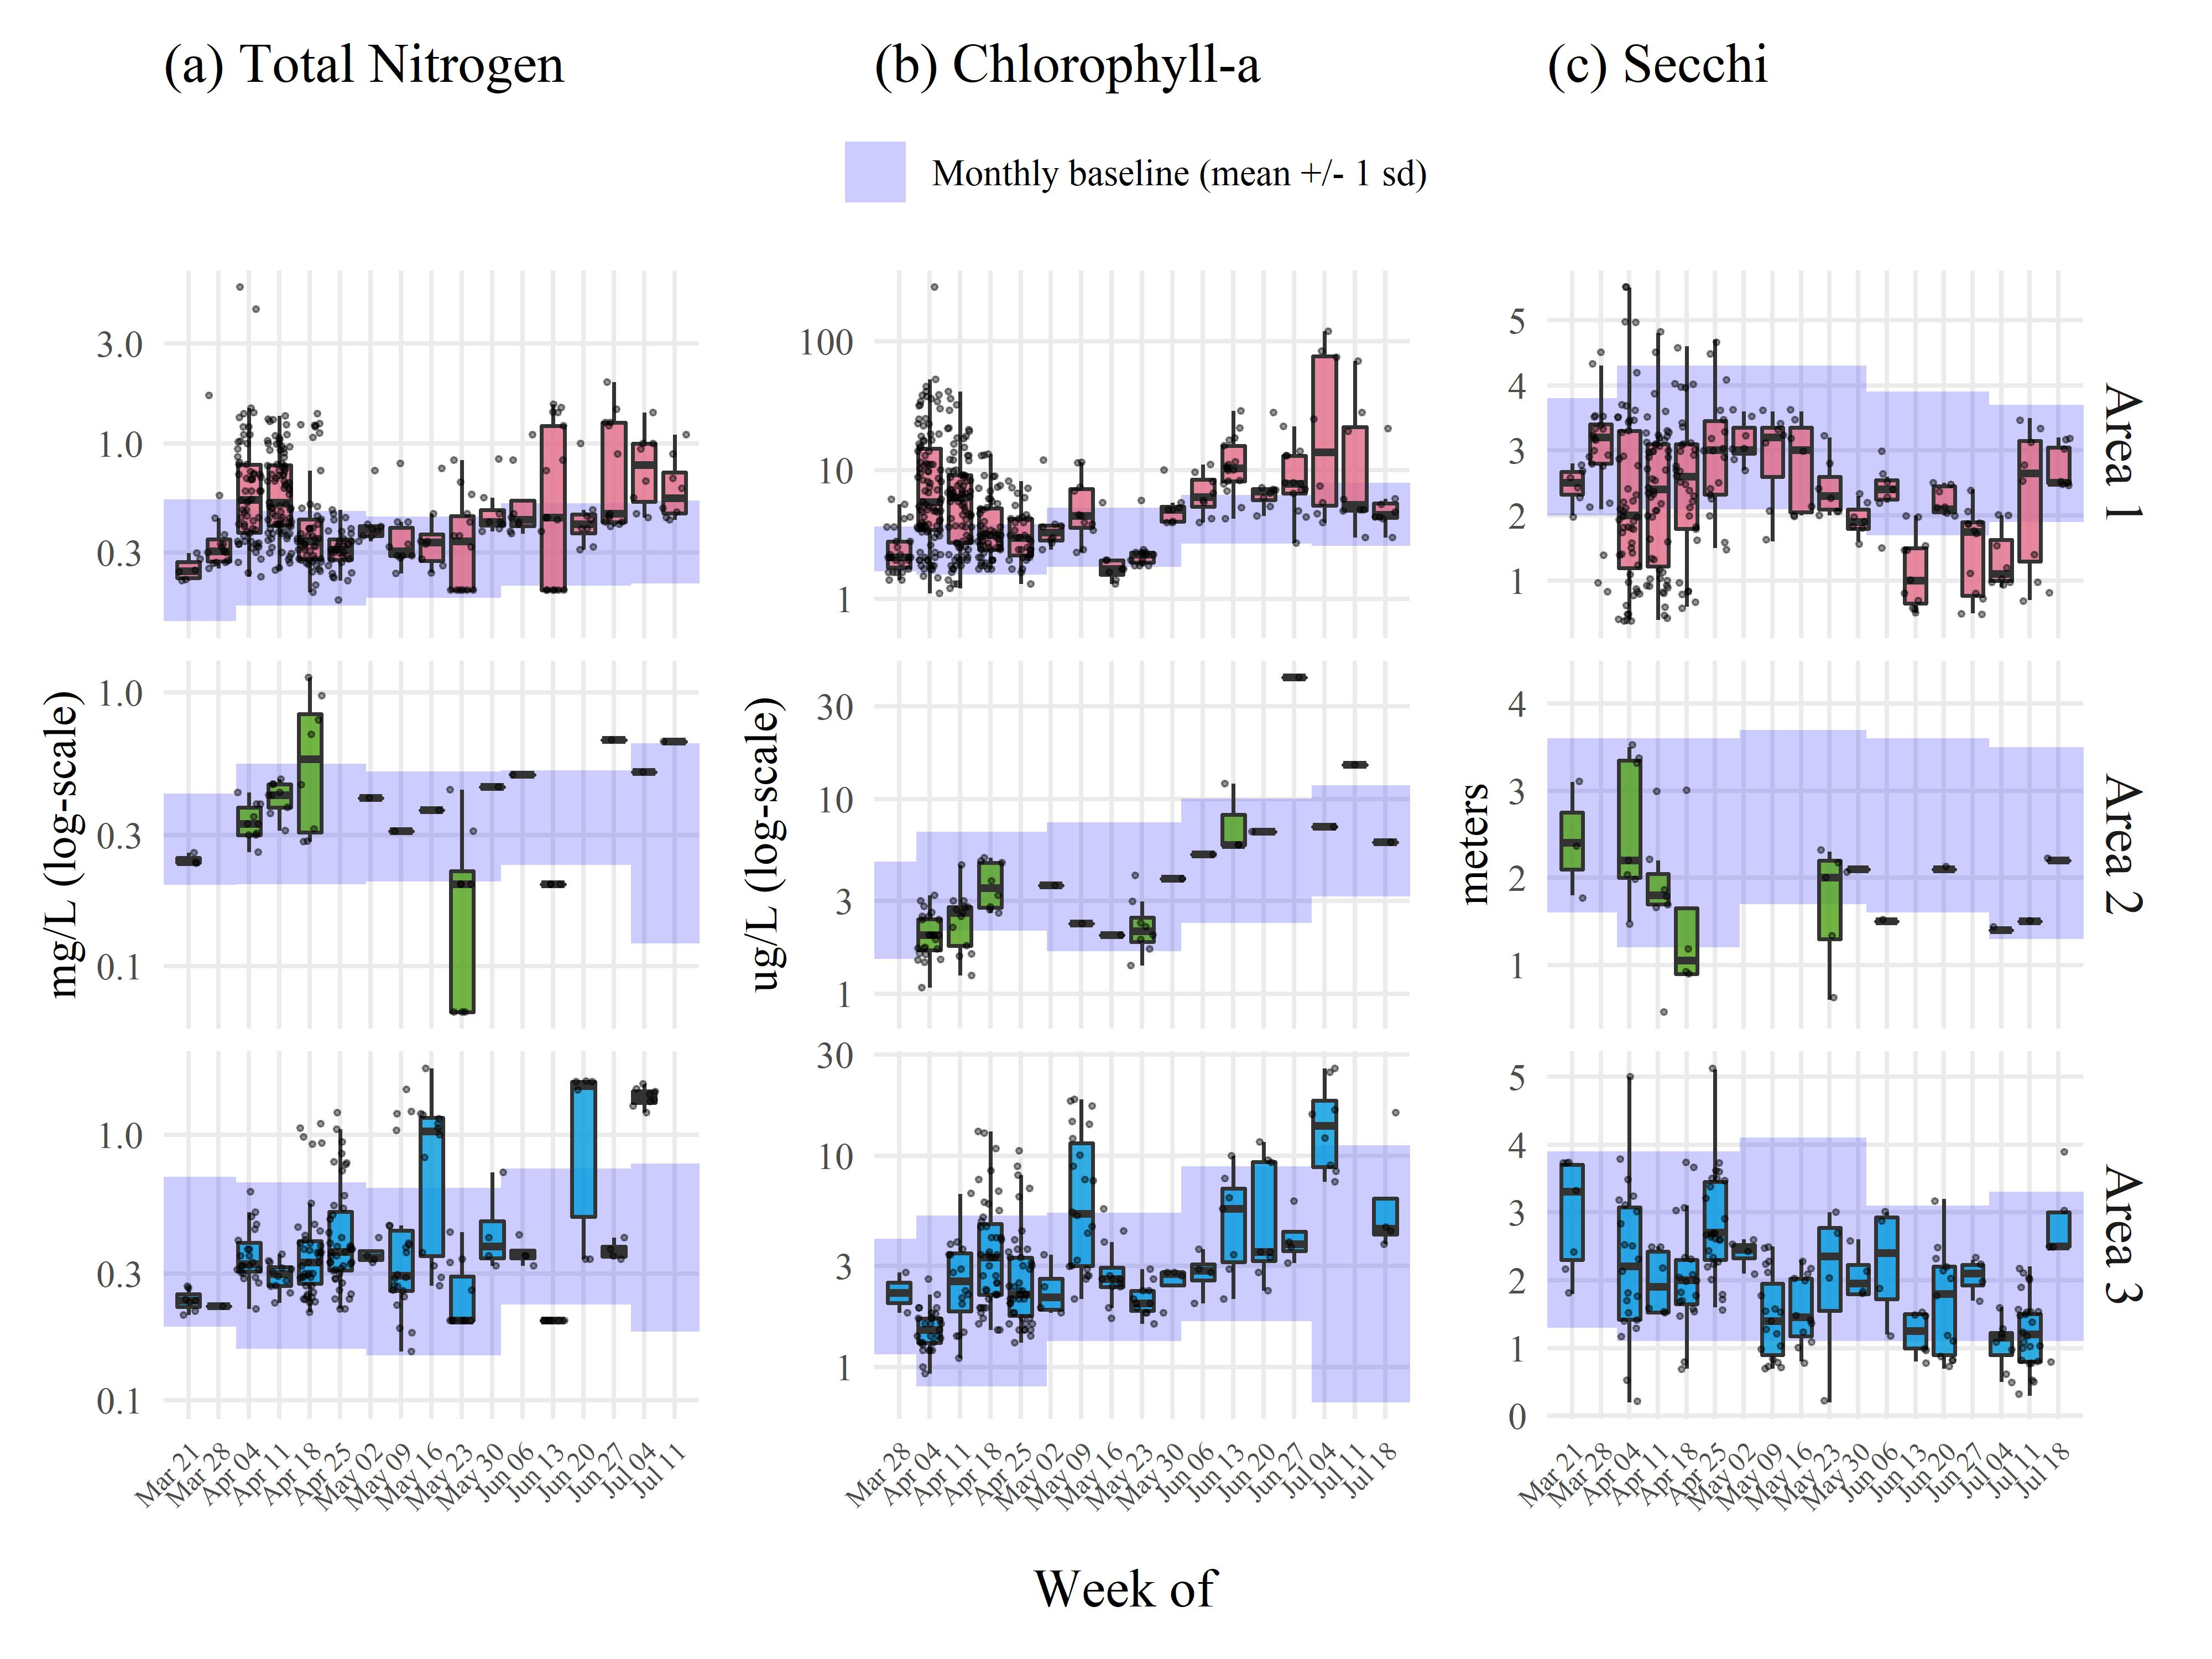 (a) Total Nitrogen
(b) Chlorophyll-a
(c) Secchi
Monthly baseline (mean +/- 1 sd)
mg/L (log-scale)
3.0
1.0
0.3
1.0
0.3
0.1
1.0
0.3
0.1
Mar 21
Mar 28
Apr 04
Apr 11
Apr 18
Apr 25
May 02
May 09
May 16
May 23
May 30
Jun 06
Jun 13
Jun 20
Jun 27
Jul 04
Jul 11
ug/L (log-scale)
100
10
1
30
10
3
1
30
10
3
1
Mar 28
Apr 04
Apr 11
Apr 18
Apr 25
May 02
May 09
May 16
May 23
May 30
Jun 06
Jun 13
Jun 20
Jun 27
Jul 04
Jul 11
Jul 18
meters
5
4
3
2
1
4
3
2
1
5
4
3
2
1
0
Mar 21
Mar 28
Apr 04
Apr 11
Apr 18
Apr 25
May 02
May 09
May 16
May 23
May 30
Jun 06
Jun 13
Jun 20
Jun 27
Jul 04
Jul 11
Jul 18
Area 1
Area 2
Area 3
Week of